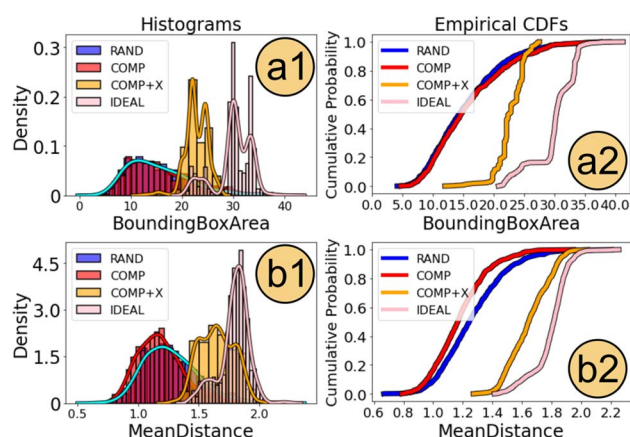 Histograms
Empirical CDFs
0.3
0.2
0.1
0.0
Density
RAND
COMP
COMP+X
IDEAL
a1
0 10 20 30 40
BoundingBoxArea
1.0
0.8
0.6
0.4
0.2
0.0
Cumulative Probability
RAND
COMP
COMP+X
IDEAL
a2
0.0 5.0 10.0 15.0 20.0 25.0 30.0 35.0 40.0
BoundingBoxArea
4.5
3.0
1.5
0.0
Density
RAND
COMP
COMP+X
IDEAL
b1
0.5 1.0 1.5 2.0
MeanDistance
1.0
0.8
0.6
0.4
0.2
0.0
Cumulative Probability
RAND
COMP
COMP+X
IDEAL
b2
0.6 0.8 1.0 1.2 1.4 1.6 1.8 2.0 2.2
MeanDistance